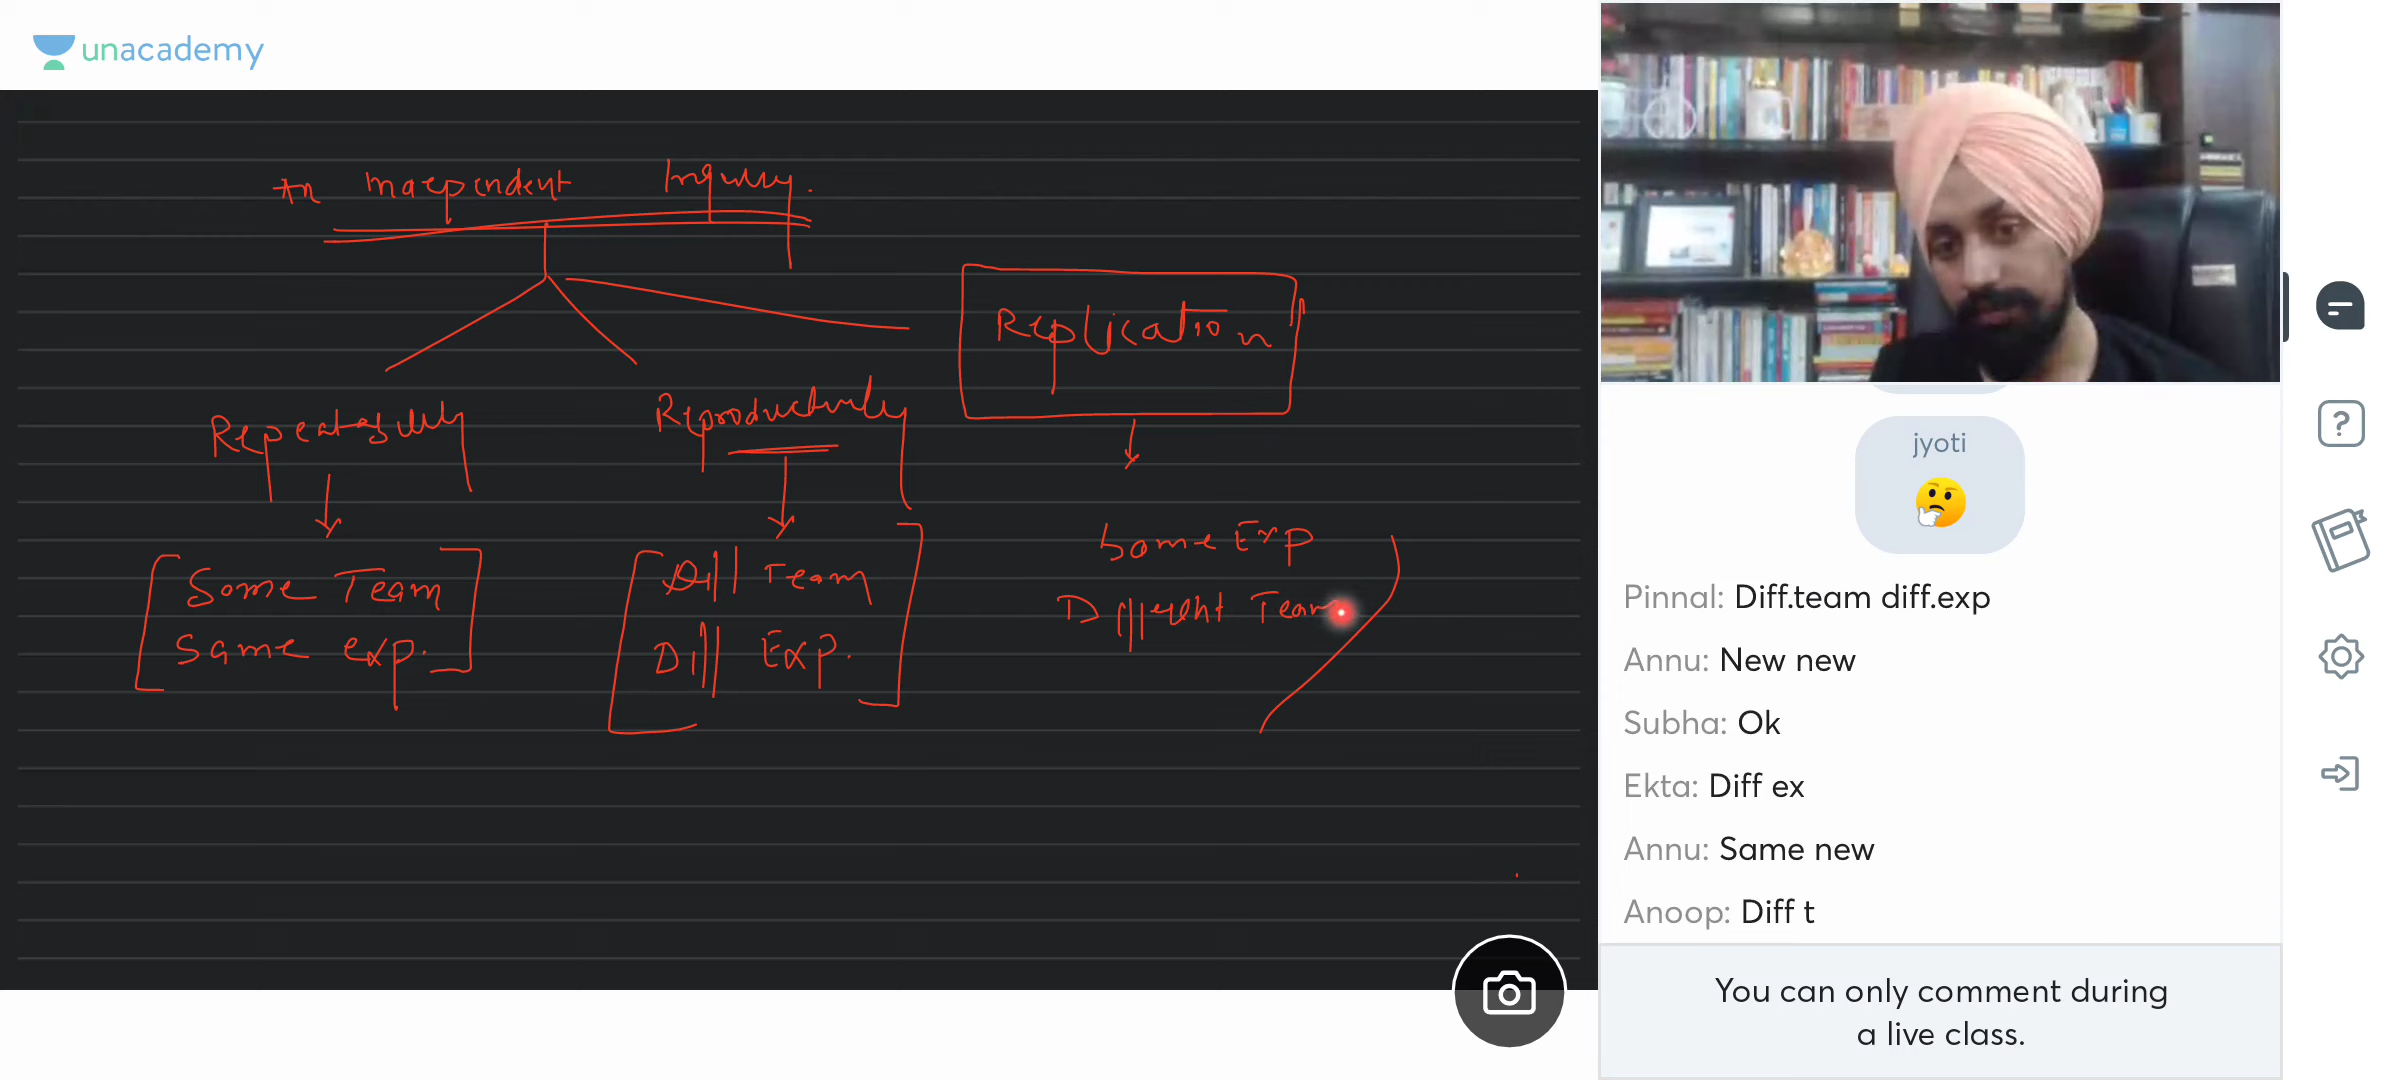 unacademy
An Independent Inquiry.
Replication
Repeatability
Reproductivity
Same Team
Same exp.
Diff Team
Diff Exp.
Same Exp
Different Team
jyoti
Pinnal: Diff.team diff.exp
Annu: New new
Subha: Ok
Ekta: Diff ex
Annu: Same new
Anoop: Diff t
You can only comment during
a live class.